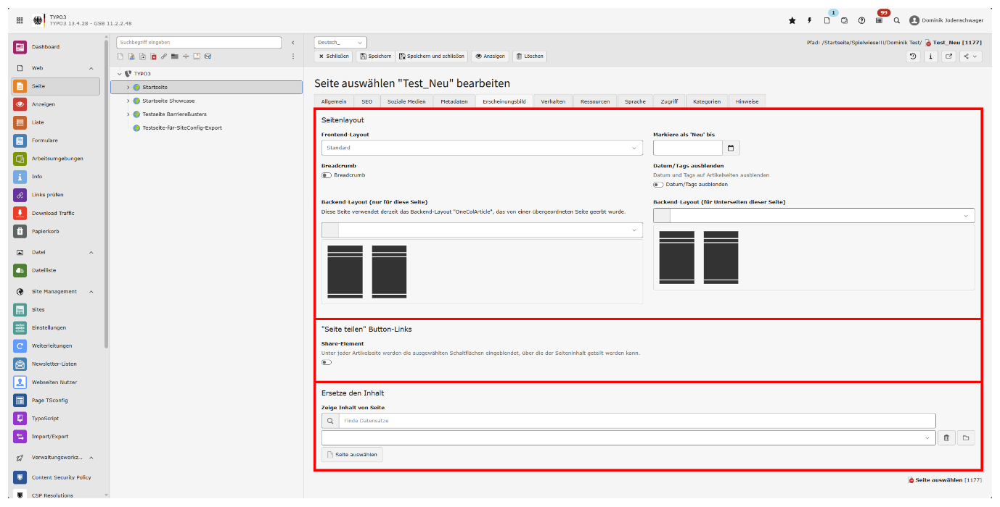 TYPO3
TYPO3 13.4.28 - GSB 11.2.2.48
1
99
Dominik Jodenschwager
Dashboard
Web
Seite
Anzeigen
Liste
Formulare
Arbeitsumgebungen
Info
Links prüfen
Download Traffic
Papierkorb
Datei
Dateiliste
Site Management
Sites
Einstellungen
Weiterleitungen
Newsletter-Listen
Webseiten Nutzer
Page TSconfig
TypoScript
Import/Export
Verwaltungswerkz...
Content Security Policy
CSP Resolutions
Suchbegriff eingeben
TYPO3
Startseite
Startseite Showcase
Testseite BarriereBusters
Testseite-für-SiteConfig-Export
Deutsch_
Pfad: /Startseite/Spielwiese!!!/Dominik Test/ Test_Neu [1177]
Schließen Speichern Speichern und schließen Anzeigen Löschen
Seite auswählen "Test_Neu" bearbeiten
Allgemein SEO Soziale Medien Metadaten Erscheinungsbild Verhalten Ressourcen Sprache Zugriff Kategorien Hinweise
Seitenlayout
Frontend-Layout
Standard
Markiere als 'Neu' bis
Breadcrumb
Breadcrumb
Datum/Tags ausblenden
Datum und Tags auf Artikelseiten ausblenden
Datum/Tags ausblenden
Backend-Layout (nur für diese Seite)
Diese Seite verwendet derzeit das Backend-Layout "OneColArticle", das von einer übergeordneten Seite geerbt wurde.
Backend-Layout (für Unterseiten dieser Seite)
"Seite teilen" Button-Links
Share-Element
Unter jeder Artikelseite werden die ausgewählten Schaltflächen eingeblendet, über die der Seiteninhalt geteilt werden kann.
Ersetze den Inhalt
Zeige Inhalt von Seite
Finde Datensätze
Seite auswählen
Seite auswählen [1177]